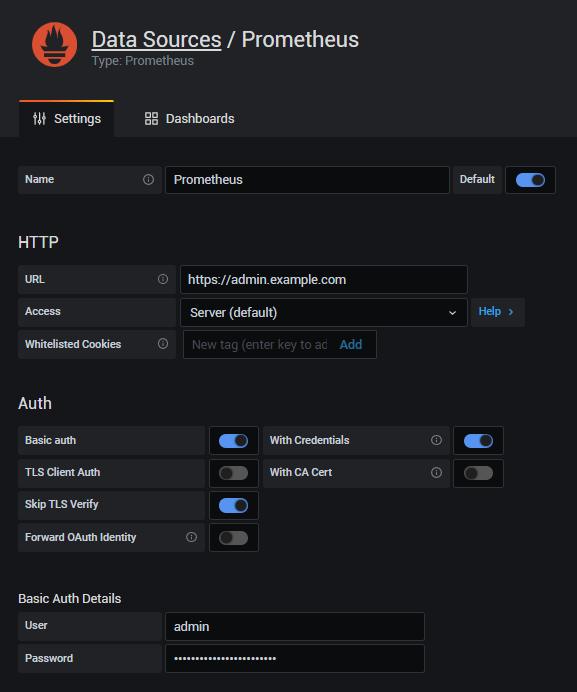 Data Sources / Prometheus
Type: Prometheus
Settings
Dashboards
Name
Prometheus
Default
HTTP
URL
https://admin.example.com
Access
Server (default)
Help
Whitelisted Cookies
New tag (enter key to ad
Add
Auth
Basic auth
With Credentials
TLS Client Auth
With CA Cert
Skip TLS Verify
Forward OAuth Identity
Basic Auth Details
User
admin
Password
••••••••••••••••••••••••